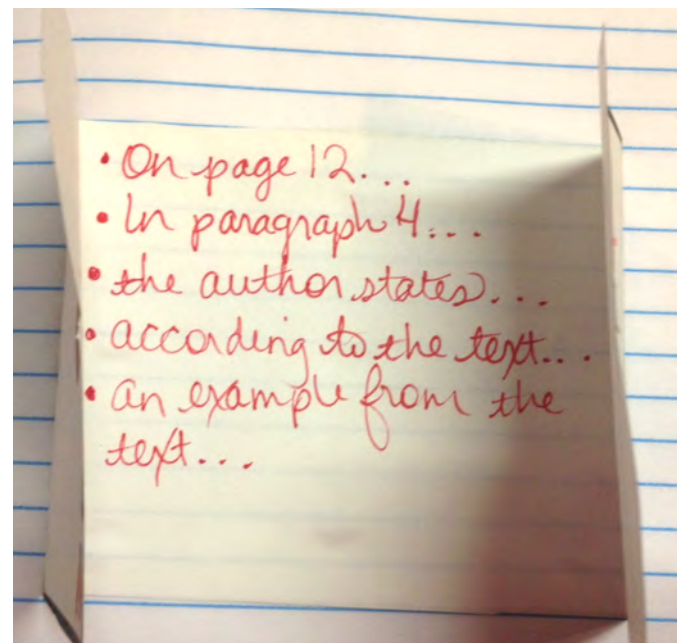 • On page 12...
• In paragraph 4...
• the author states...
• according to the text...
• an example from the
text...